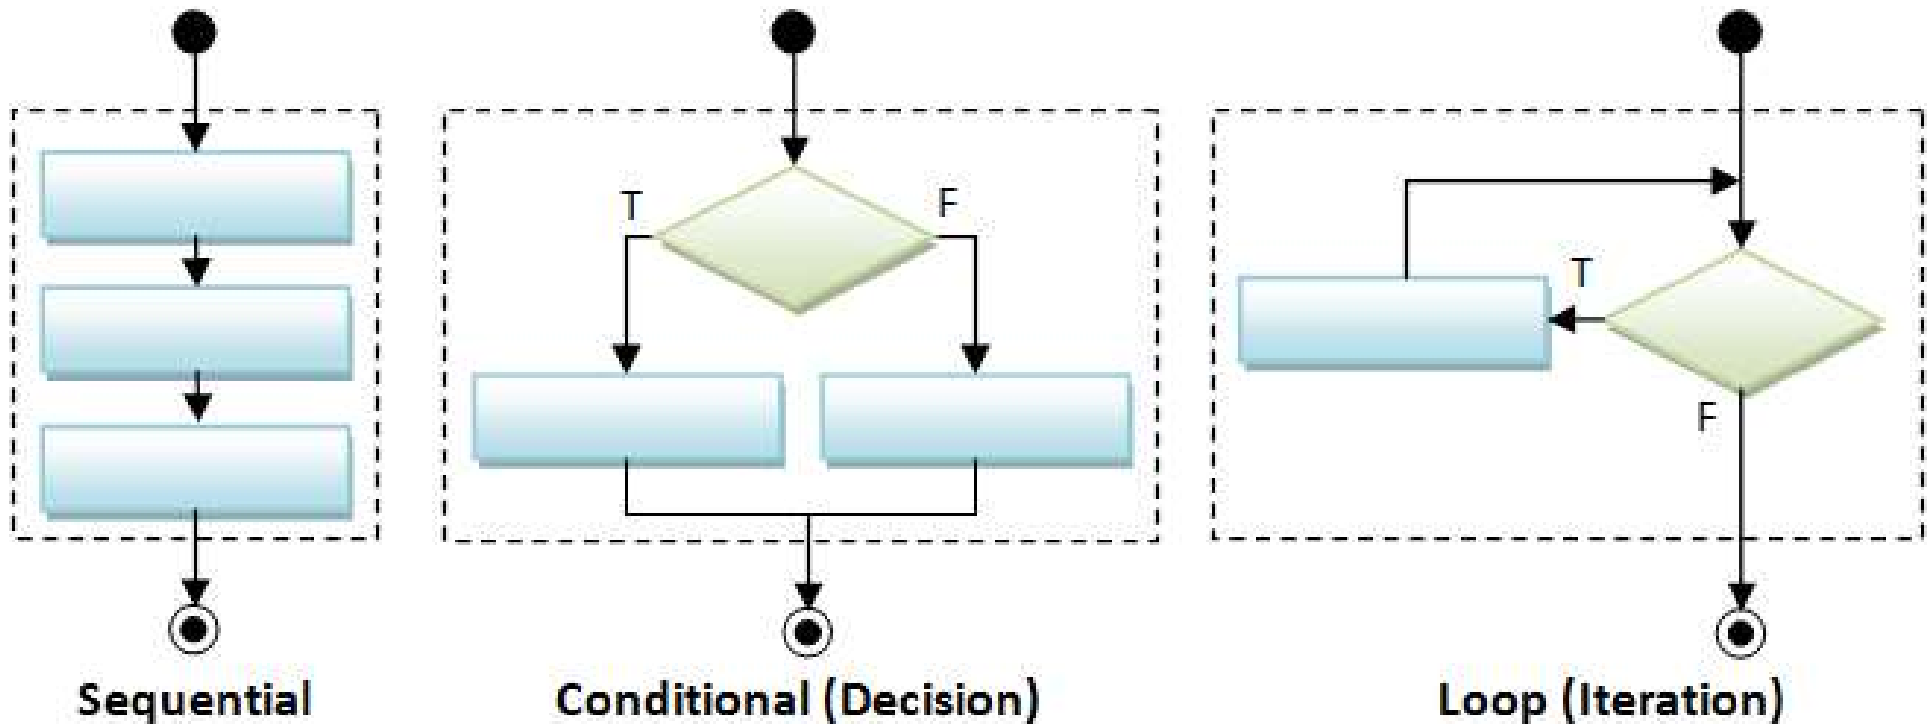 T
F
T
F
Sequential
Conditional (Decision)
Loop (Iteration)